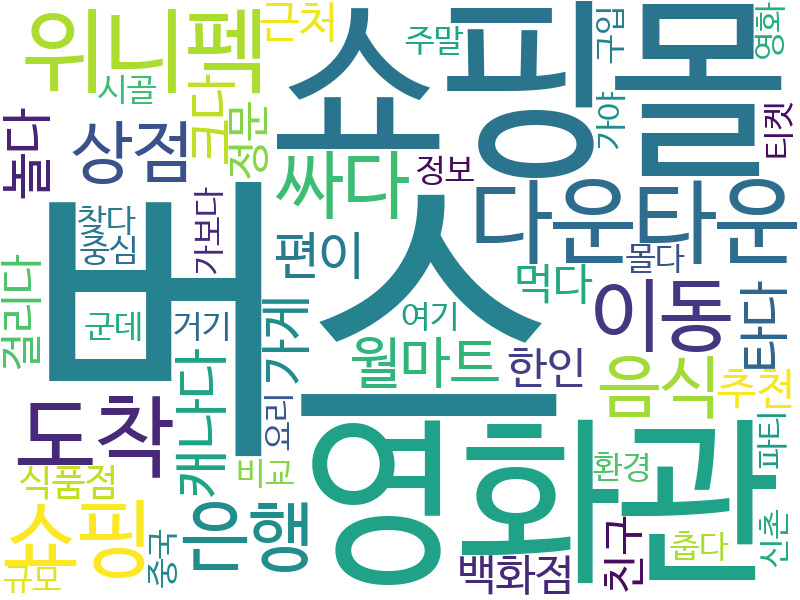 위니펙
근처
쇼핑몰
주말
구입
영화
시골
크다
정문
가야
티켓
놀다
상점
싸다
정보
다운타운
버스
찾다
중심
가보다
편이
몰다
먹다
이동
타다
걸리다
군데
거기
가게
여기
월마트
한인
음식
추천
도착
캐나다
요리
영화관
파티
식품점
비교
환경
쇼핑
은행
중국
규모
백화점
친구
춥다
신촌